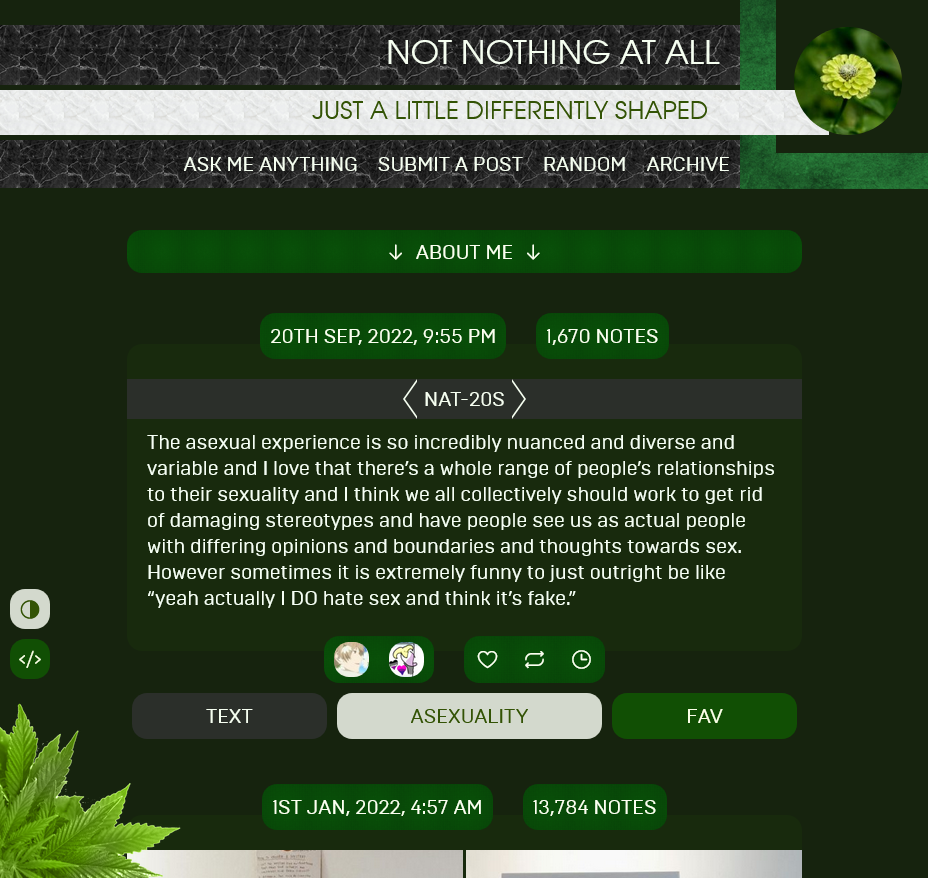 NOT NOTHING AT ALL
JUST A LITTLE DIFFERENTLY SHAPED
ASK ME ANYTHING SUBMIT A POST RANDOM ARCHIVE
↓ ABOUT ME ↓
20TH SEP, 2022, 9:55 PM 1,670 NOTES
NAT-20S
The asexual experience is so incredibly nuanced and diverse and
variable and I love that there’s a whole range of people’s relationships
to their sexuality and I think we all collectively should work to get rid
of damaging stereotypes and have people see us as actual people
with differing opinions and boundaries and thoughts towards sex.
However sometimes it is extremely funny to just outright be like
“yeah actually I DO hate sex and think it’s fake.”
</>
TEXT ASEXUALITY FAV
1ST JAN, 2022, 4:57 AM 13,784 NOTES